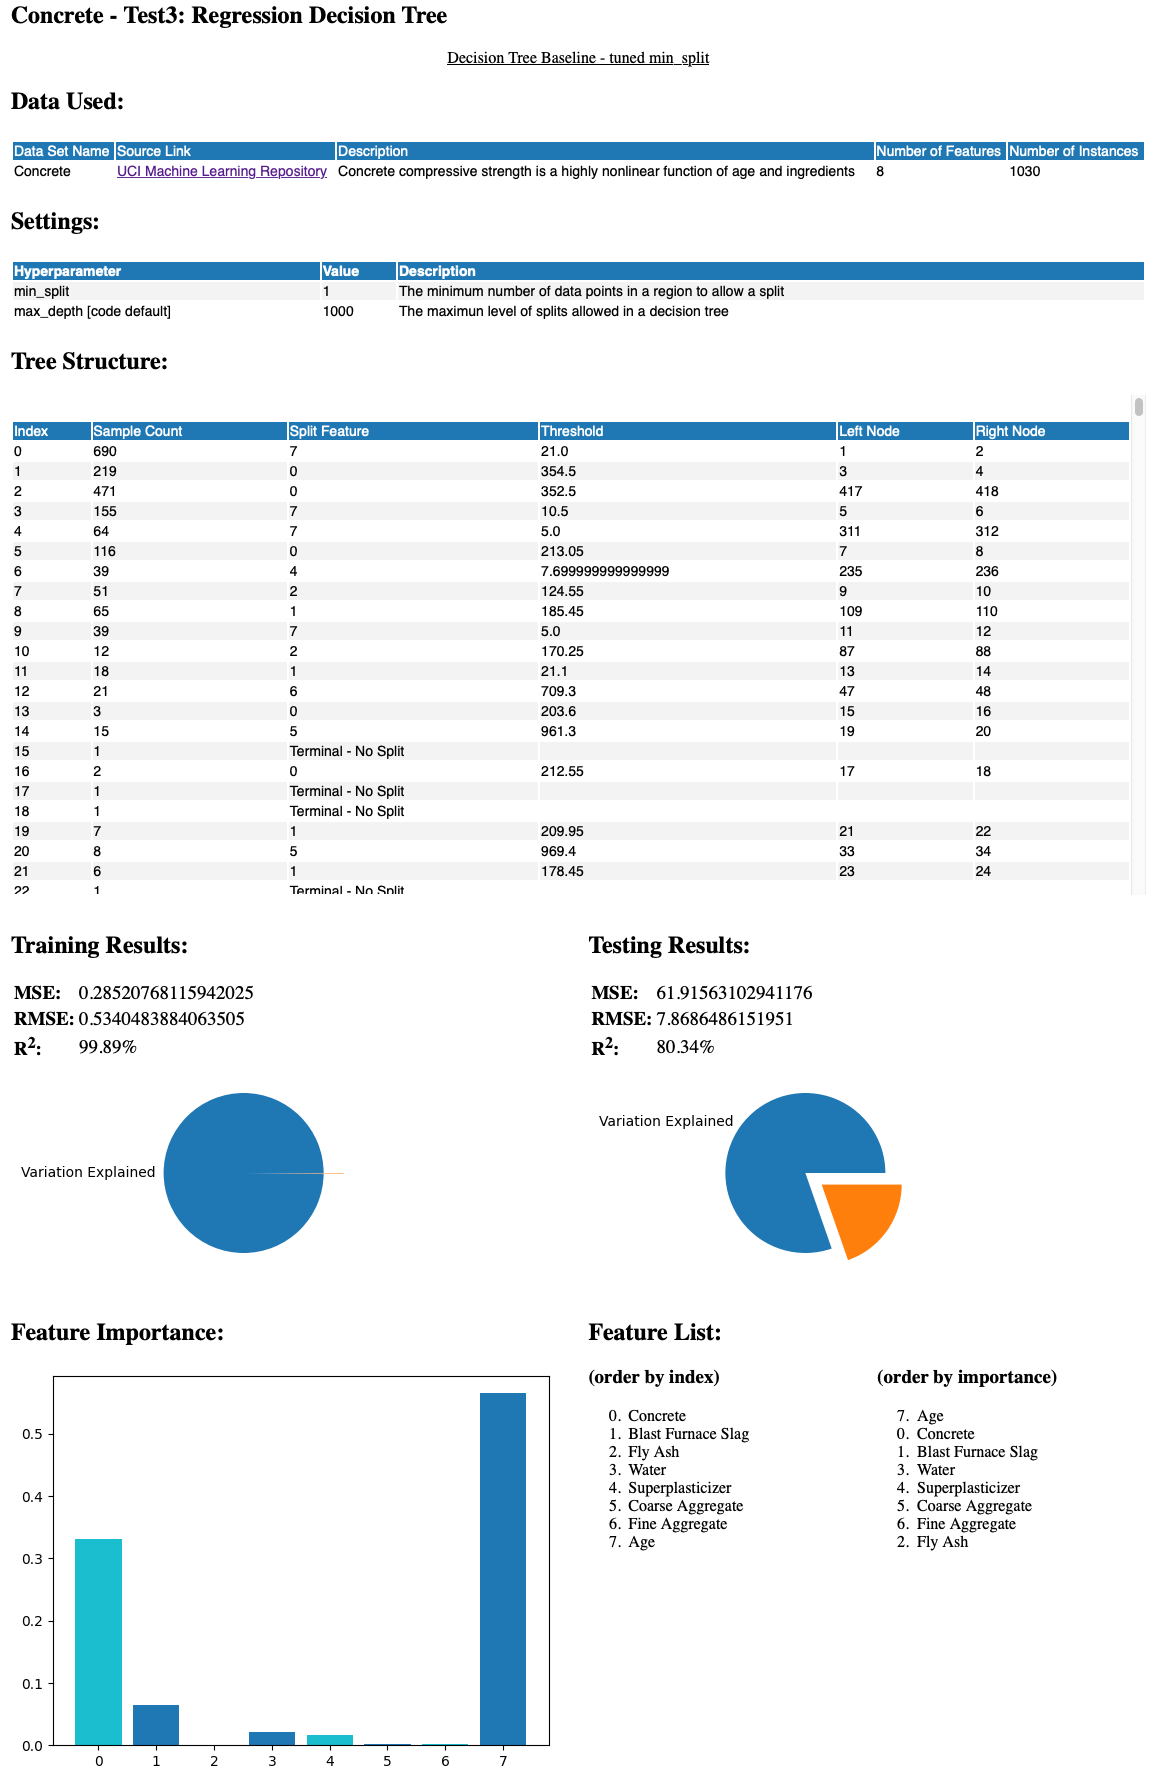 Concrete - Test3: Regression Decision Tree
Decision Tree Baseline - tuned min_split
Data Used:
Data Set Name Source Link Description Number of Features Number of Instances
Concrete UCI Machine Learning Repository Concrete compressive strength is a highly nonlinear function of age and ingredients 8 1030
Settings:
Hyperparameter Value Description
min_split 1 The minimum number of data points in a region to allow a split
max_depth [code default] 1000 The maximun level of splits allowed in a decision tree
Tree Structure:
Index Sample Count Split Feature Threshold Left Node Right Node
0 690 7 21.0 1 2
1 219 0 354.5 3 4
2 471 0 352.5 417 418
3 155 7 10.5 5 6
4 64 7 5.0 311 312
5 116 0 213.05 7 8
6 39 4 7.699999999999999 235 236
7 51 2 124.55 9 10
8 65 1 185.45 109 110
9 39 7 5.0 11 12
10 12 2 170.25 87 88
11 18 1 21.1 13 14
12 21 6 709.3 47 48
13 3 0 203.6 15 16
14 15 5 961.3 19 20
15 1 Terminal - No Split
16 2 0 212.55 17 18
17 1 Terminal - No Split
18 1 Terminal - No Split
19 7 1 209.95 21 22
20 8 5 969.4 33 34
21 6 1 178.45 23 24
22 1 Terminal - No Split
Training Results: Testing Results:
MSE: 0.28520768115942025 MSE: 61.91563102941176
RMSE: 0.5340483884063505 RMSE: 7.8686486151951
R²: 99.89% R²: 80.34%
Variation Explained
Variation Explained
Feature Importance: Feature List:
(order by index) (order by importance)
0. Concrete 7. Age
1. Blast Furnace Slag 0. Concrete
2. Fly Ash 1. Blast Furnace Slag
3. Water 3. Water
4. Superplasticizer 4. Superplasticizer
5. Coarse Aggregate 5. Coarse Aggregate
6. Fine Aggregate 6. Fine Aggregate
7. Age 2. Fly Ash
0.5
0.4
0.3
0.2
0.1
0.0
0 1 2 3 4 5 6 7